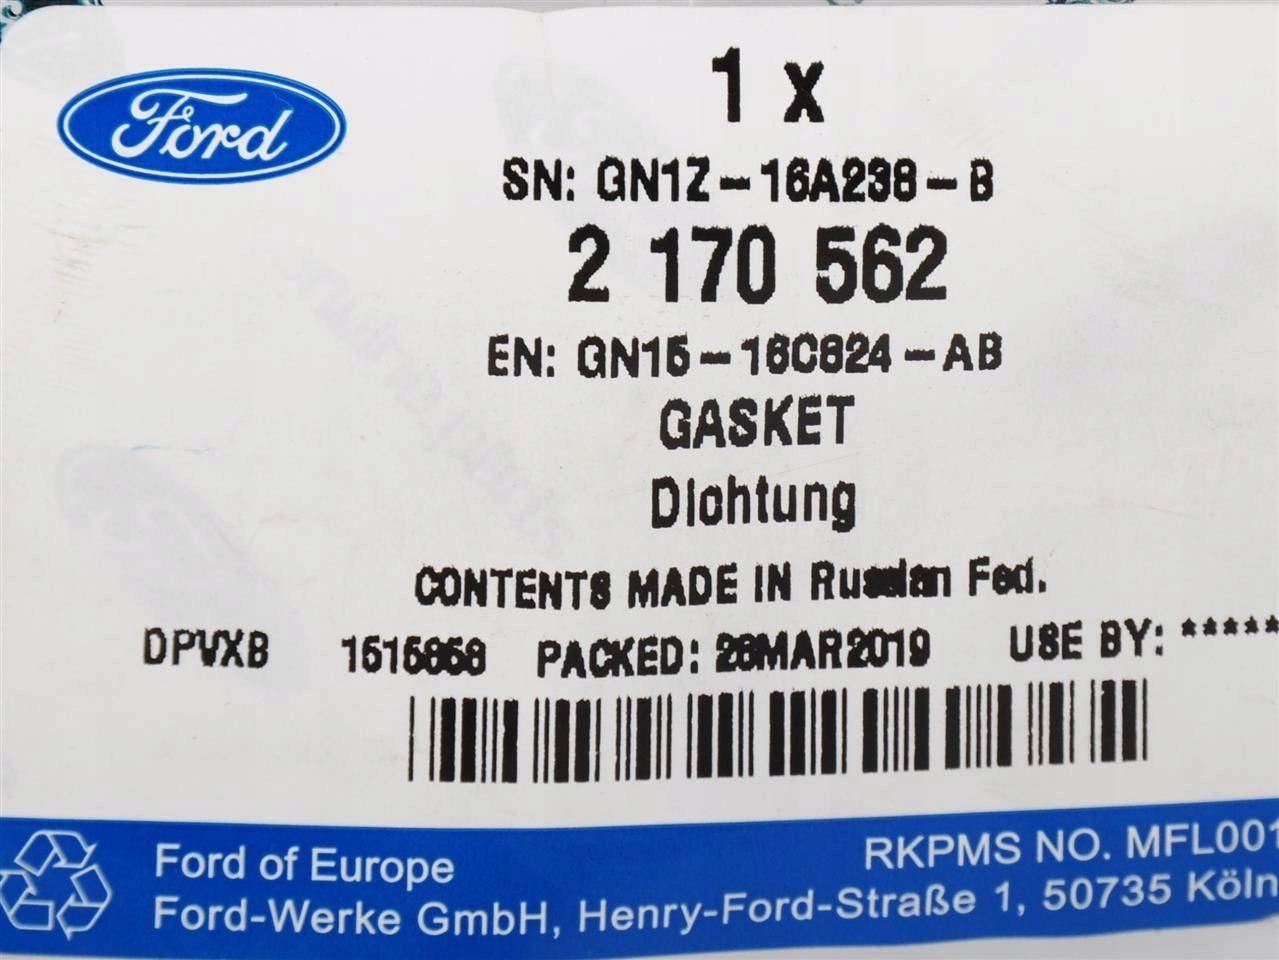 Ford
1 x
SN: GN1Z-16A238-B
2 170 562
EN: GN15-16C824-AB
GASKET
Dichtung
CONTENTS MADE IN Russian Fed.
DPVXB PACKED: MAR2019 USE BY: *****
Ford of Europe
RKPMS NO. MFL001
Ford-Werke GmbH, Henry-Ford-Straße 1, 50735 Köln